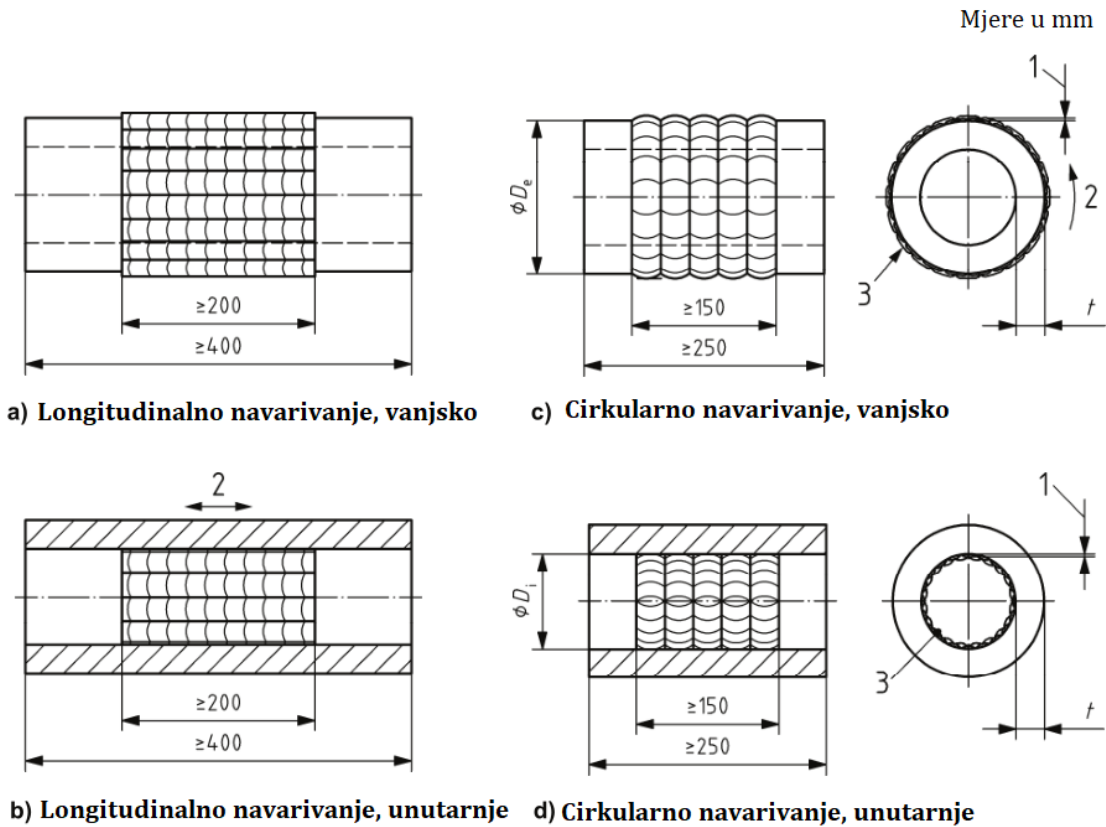 Mjere u mm
≥200
≥400
a) Longitudinalno navarivanje, vanjsko
ϕDe
≥150
≥250
1
2
3
t
c) Cirkularno navarivanje, vanjsko
2
≥200
≥400
b) Longitudinalno navarivanje, unutarnje
ϕDi
≥150
≥250
1
3
t
d) Cirkularno navarivanje, unutarnje